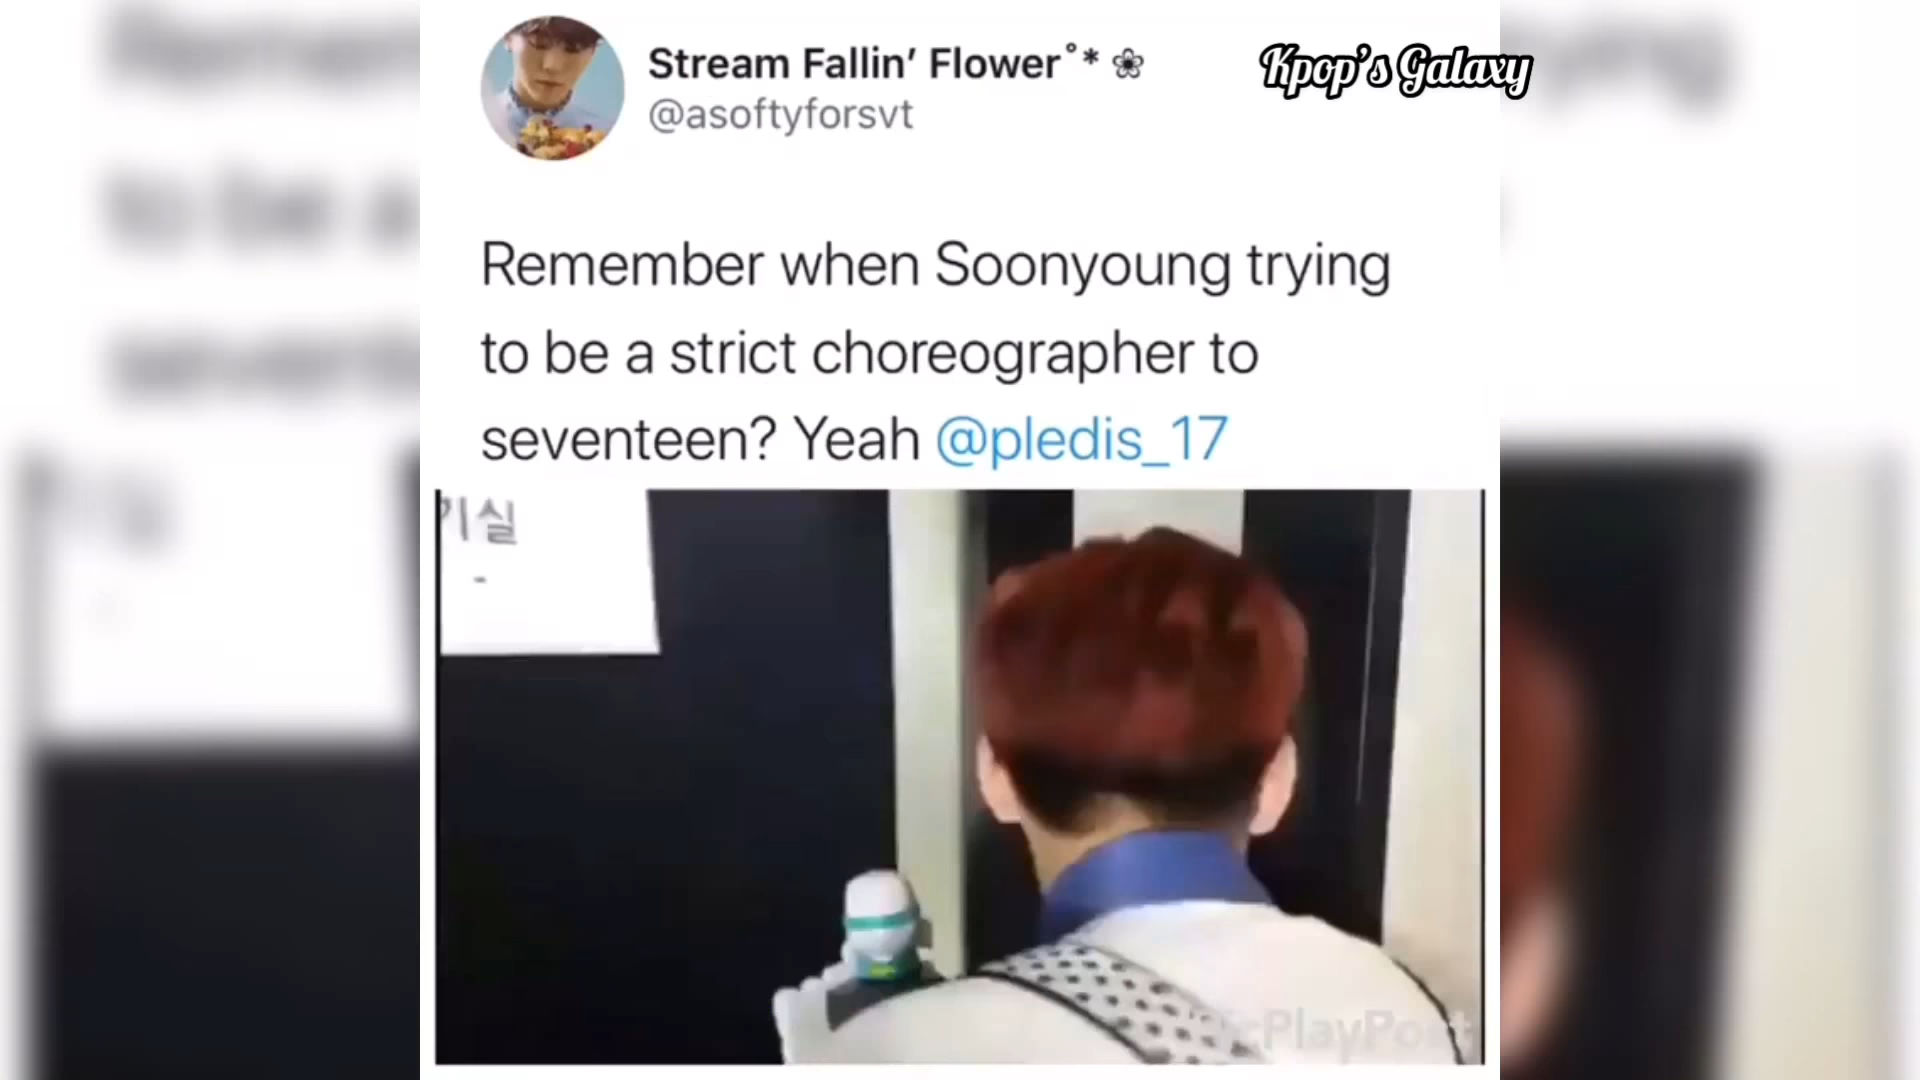 Stream Fallin’ Flower˚* ❀
@asoftyforsvt
Kpop's Galaxy
Remember when Soonyoung trying
to be a strict choreographer to
seventeen? Yeah @pledis_17
기실
-
PlayPost